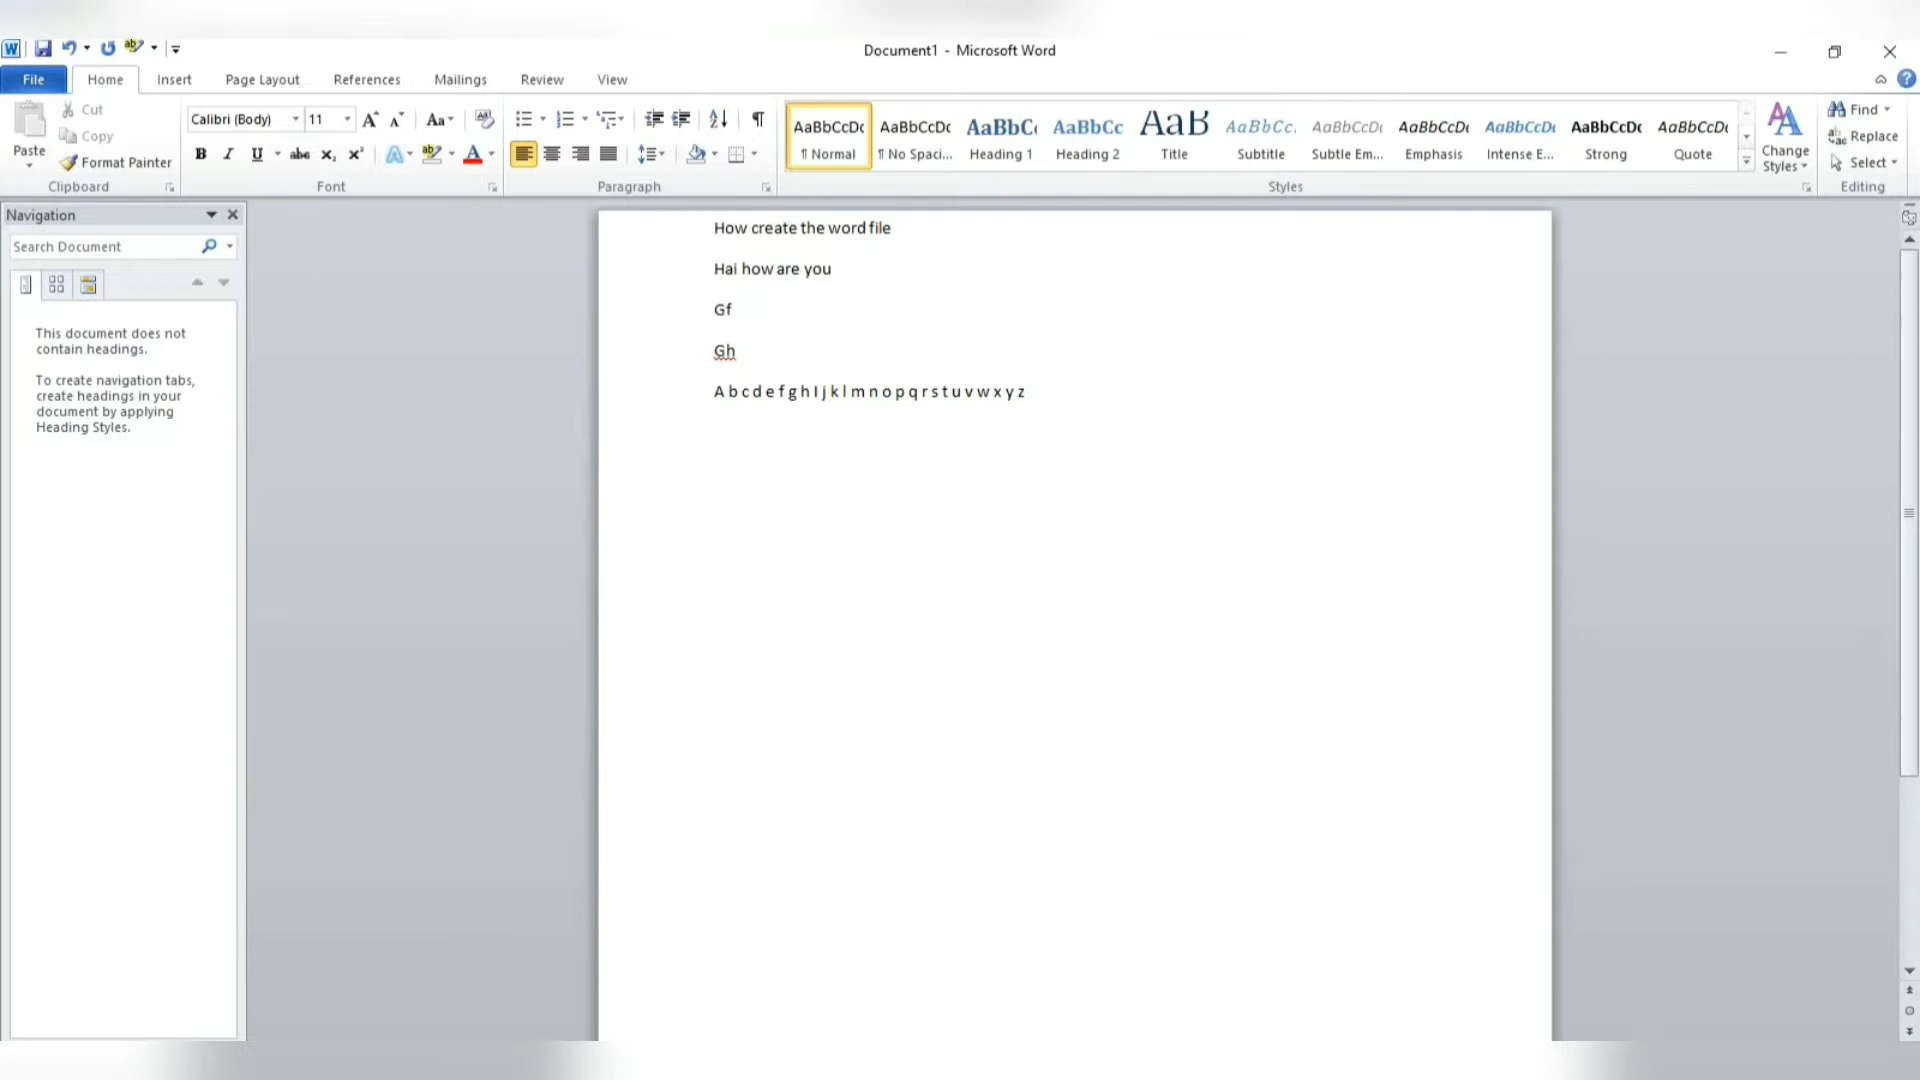 Document1 - Microsoft Word
File Home Insert Page Layout References Mailings Review View
Paste
Cut
Copy
Format Painter
Clipboard
Calibri (Body) 11
Font
Paragraph
AaBbCcDc AaBbCcDc AaBbC AaBbCc AaB AaBbCc. AaBbCcDc AaBbCcDc AaBbCcDc AaBbCcDc AaBbCcDc
¶ Normal ¶ No Spaci... Heading 1 Heading 2 Title Subtitle Subtle Em... Emphasis Intense E... Strong Quote
Change Styles
Styles
Find
Replace
Select
Editing
Navigation
Search Document
This document does not
contain headings.
To create navigation tabs,
create headings in your
document by applying
Heading Styles.
How create the word file
Hai how are you
Gf
Gh
A b c d e f g h I j k l m n o p q r s t u v w x y z